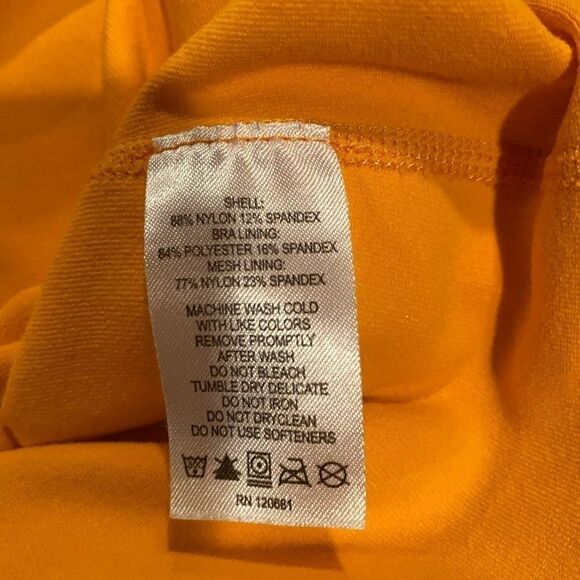 SHELL:
88% NYLON 12% SPANDEX
BRA LINING:
84% POLYESTER 16% SPANDEX
MESH LINING:
77% NYLON 23% SPANDEX
MACHINE WASH COLD
WITH LIKE COLORS
REMOVE PROMPTLY
AFTER WASH
DO NOT BLEACH
TUMBLE DRY DELICATE
DO NOT IRON
DO NOT DRYCLEAN
DO NOT USE SOFTENERS
RN 120681